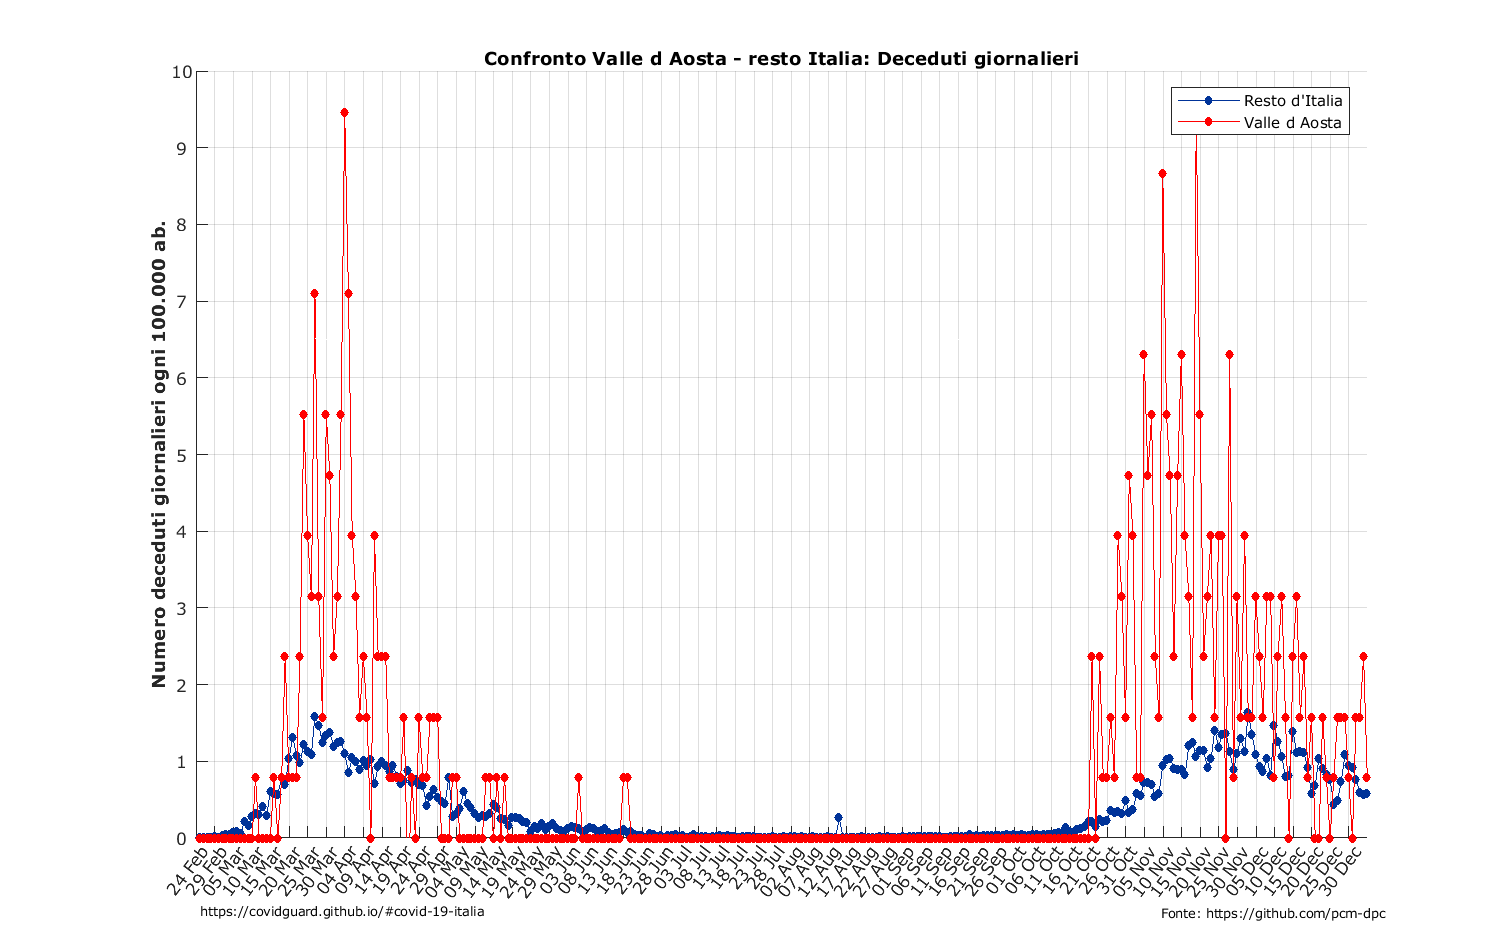 Confronto Valle d Aosta - resto Italia: Deceduti giornalieri
Resto d'Italia
Valle d Aosta
Numero deceduti giornalieri ogni 100.000 ab.
10
9
8
7
6
5
4
3
2
1
0
24 Feb
29 Feb
05 Mar
10 Mar
15 Mar
20 Mar
25 Mar
30 Mar
04 Apr
09 Apr
14 Apr
19 Apr
24 Apr
29 Apr
04 May
09 May
14 May
19 May
24 May
29 May
03 Jun
08 Jun
13 Jun
18 Jun
23 Jun
28 Jun
03 Jul
08 Jul
13 Jul
18 Jul
23 Jul
28 Jul
02 Aug
07 Aug
12 Aug
17 Aug
22 Aug
27 Aug
01 Sep
06 Sep
11 Sep
16 Sep
21 Sep
26 Sep
01 Oct
06 Oct
11 Oct
16 Oct
21 Oct
26 Oct
31 Oct
05 Nov
10 Nov
15 Nov
20 Nov
25 Nov
30 Nov
05 Dec
10 Dec
15 Dec
20 Dec
25 Dec
30 Dec
https://covidguard.github.io/#covid-19-italia
Fonte: https://github.com/pcm-dpc